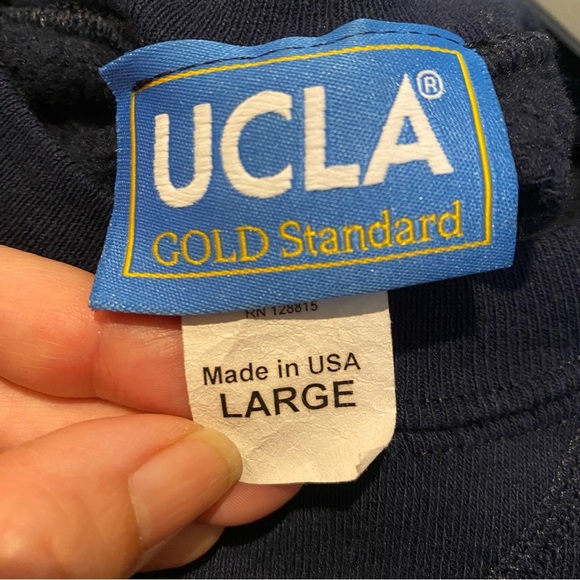 UCLA®
GOLD Standard
RN 128815
Made in USA
LARGE